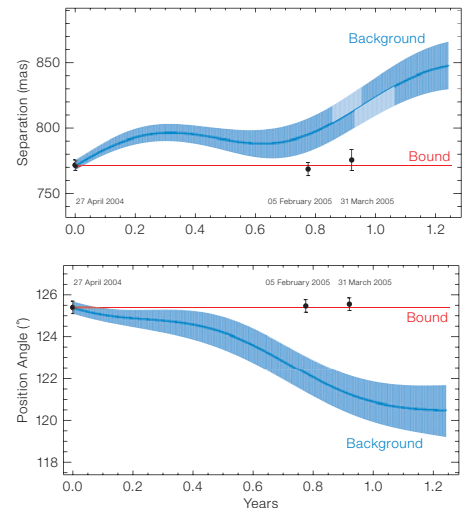 Background
850
Separation (mas)
800
Bound
750
27 April 2004
05 February 2005
31 March 2005
0.0 0.2 0.4 0.6 0.8 1.0 1.2
27 April 2004
05 February 2005
31 March 2005
126
Bound
124
Position Angle (°)
122
120
Background
118
0.0 0.2 0.4 0.6 0.8 1.0 1.2
Years